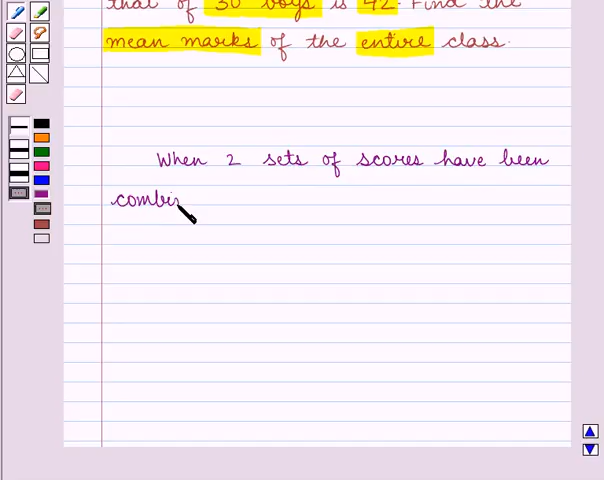 that of 30 boys is 42. Find the
mean marks of the entire class.
When 2 sets of scores have been
combi